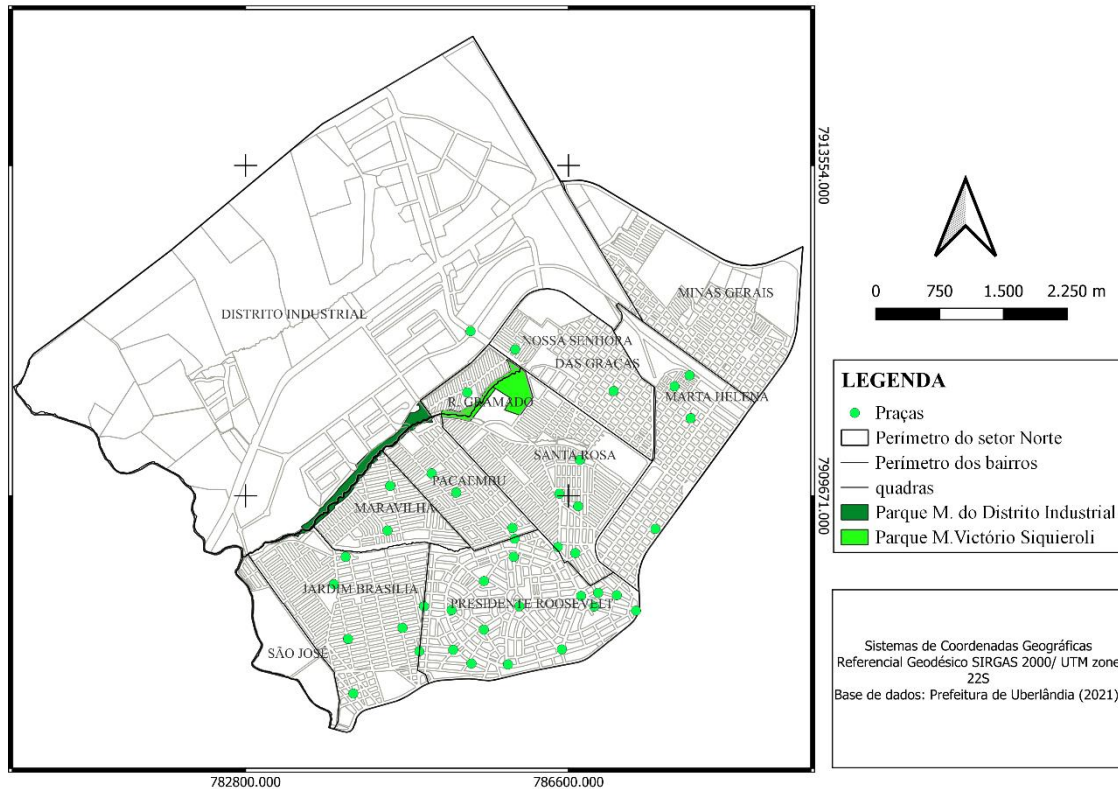 7913554.000
DISTRITO INDUSTRIAL
MINAS GERAIS
NOSSA SENHORA
DAS GRAÇAS
R. GRAMADO
MARTA HELENA
SANTA ROSA
PACAEMBU
MARAVILHA
7909671.000
JARDIM BRASÍLIA
PRESIDENTE ROOSEVELT
SÃO JOSÉ
782800.000
786600.000
0 750 1.500 2.250 m
LEGENDA
Praças
Perímetro do setor Norte
Perímetro dos bairros
quadras
Parque M. do Distrito Industrial
Parque M.Victório Siquieroli
Sistemas de Coordenadas Geográficas
Referencial Geodésico SIRGAS 2000/ UTM zone
22S
Base de dados: Prefeitura de Uberlândia (2021)